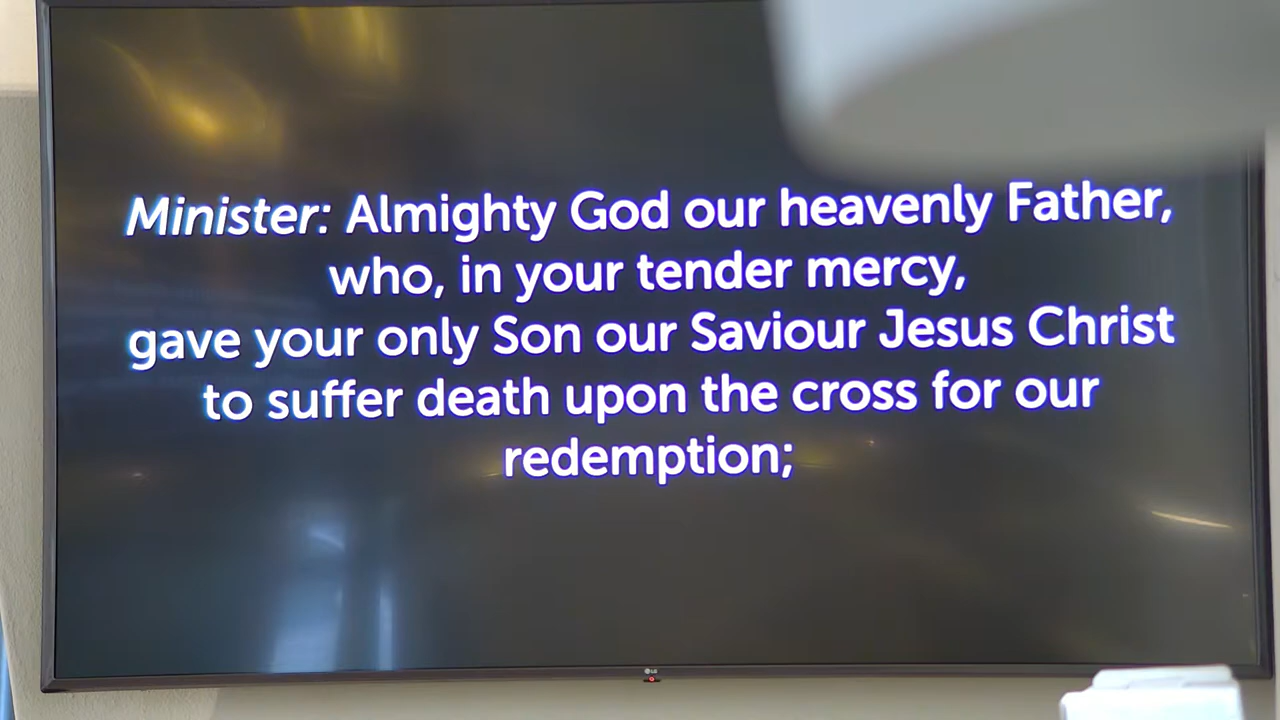 Minister: Almighty God our heavenly Father,
who, in your tender mercy,
gave your only Son our Saviour Jesus Christ
to suffer death upon the cross for our
redemption;
LG